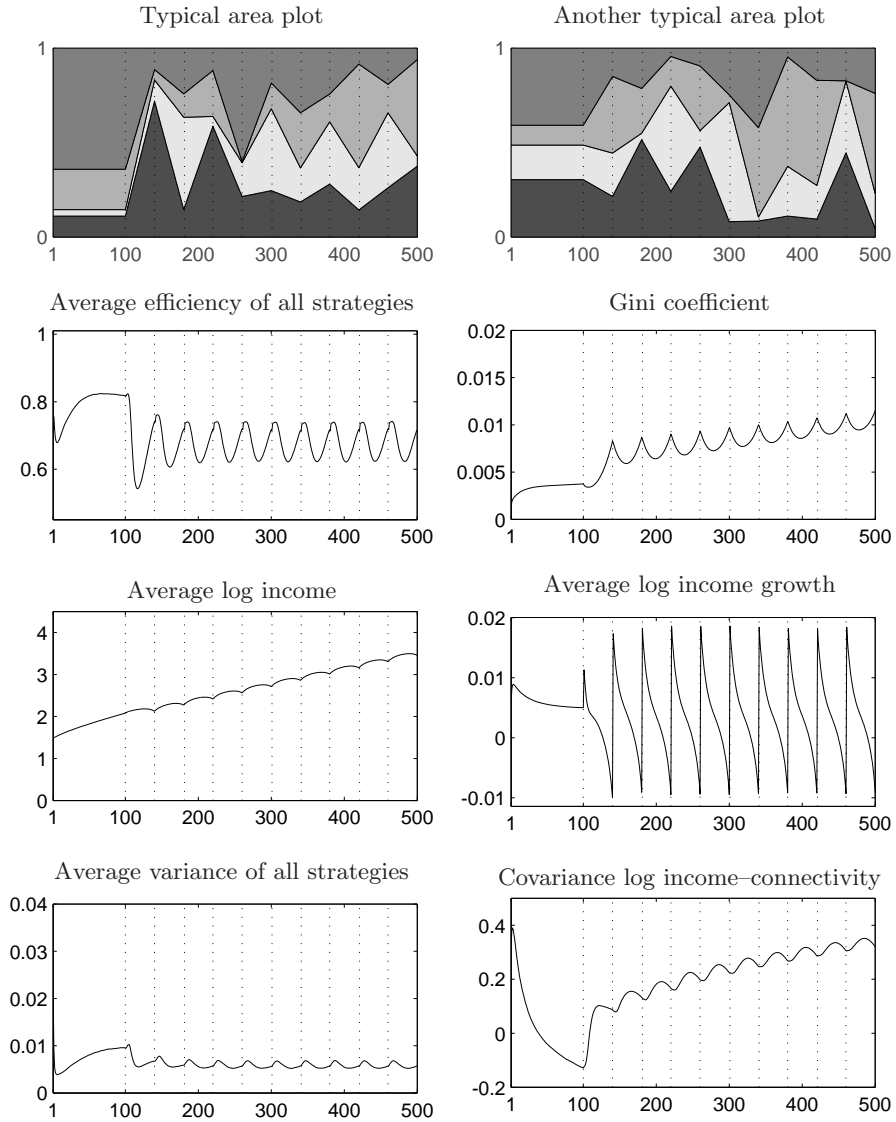 Typical area plot
Another typical area plot
1
0
1 100 200 300 400 500
1
0
1 100 200 300 400 500
Average efficiency of all strategies
Gini coefficient
1
0.8
0.6
1 100 200 300 400 500
0.02
0.015
0.01
0.005
0
1 100 200 300 400 500
Average log income
Average log income growth
4
3
2
1
0
1 100 200 300 400 500
0.02
0.01
0
-0.01
1 100 200 300 400 500
Average variance of all strategies
Covariance log income–connectivity
0.04
0.03
0.02
0.01
0
1 100 200 300 400 500
0.4
0.2
0
-0.2
1 100 200 300 400 500